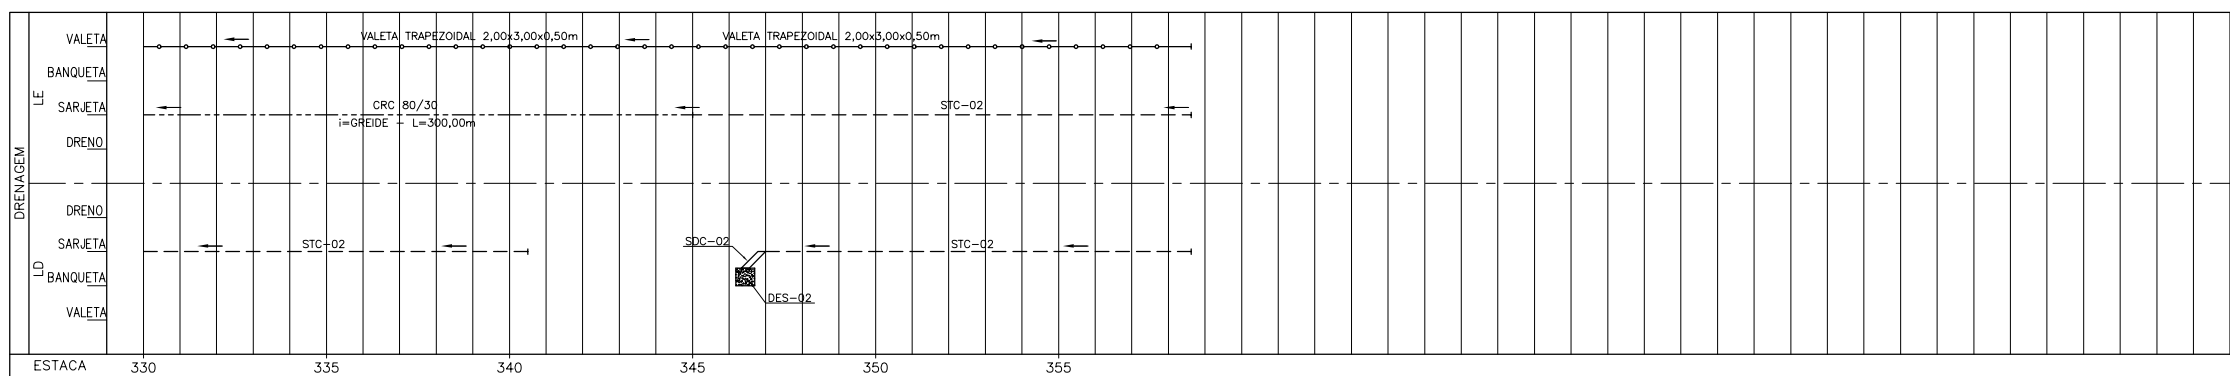 DRENAGEM
LE
VALETA
VALETA TRAPEZOIDAL 2,00x3,00x0,50m
VALETA TRAPEZOIDAL 2,00x3,00x0,50m
BANQUETA
SARJETA
CRC 80/30
STC-02
i=GREIDE - L=300,00m
DRENO
LD
DRENO
SARJETA
STC-02
SDC-02
STC-02
BANQUETA
DES-02
VALETA
ESTACA 330 335 340 345 350 355